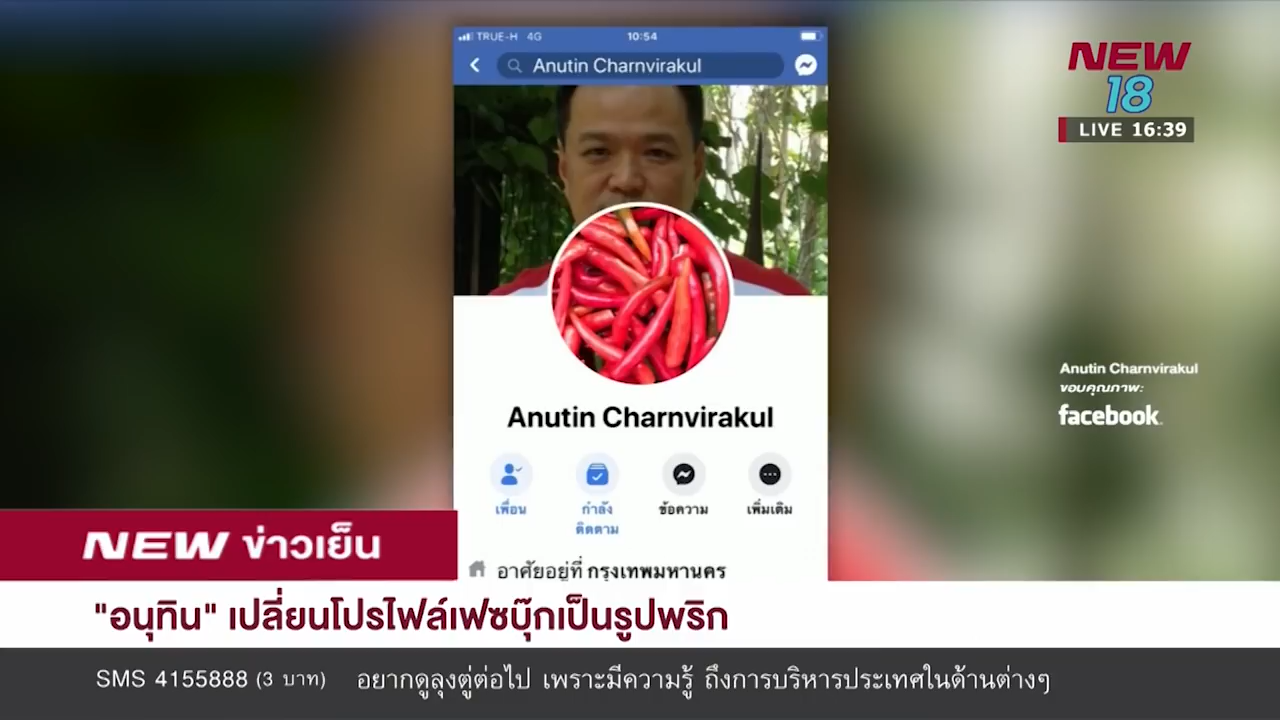 TRUE-H 4G 10:54
Anutin Charnvirakul
NEW
18
LIVE 16:39
Anutin Charnvirakul
ขอบคุณภาพ:
facebook
Anutin Charnvirakul
เพื่อน
กำลัง
ติดตาม
ข้อความ
เพิ่มเติม
อาศัยอยู่ที่ กรุงเทพมหานคร
NEW ข่าวเย็น
"อนุทิน" เปลี่ยนโปรไฟล์เฟซบุ๊กเป็นรูปพริก
SMS 4155888 (3 บาท) อยากดูลุงตู่ต่อไป เพราะมีความรู้ ถึงการบริหารประเทศในด้านต่างๆ